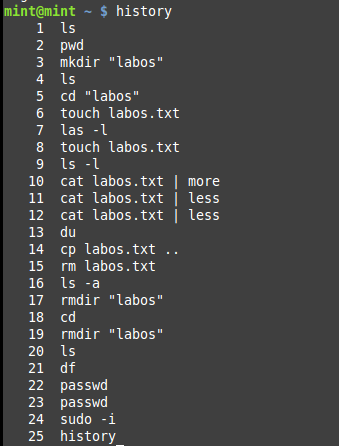 mint@mint ~ $ history
1 ls
2 pwd
3 mkdir "labos"
4 ls
5 cd "labos"
6 touch labos.txt
7 las -l
8 touch labos.txt
9 ls -l
10 cat labos.txt | more
11 cat labos.txt | less
12 cat labos.txt | less
13 du
14 cp labos.txt ..
15 rm labos.txt
16 ls -a
17 rmdir "labos"
18 cd
19 rmdir "labos"
20 ls
21 df
22 passwd
23 passwd
24 sudo -i
25 history